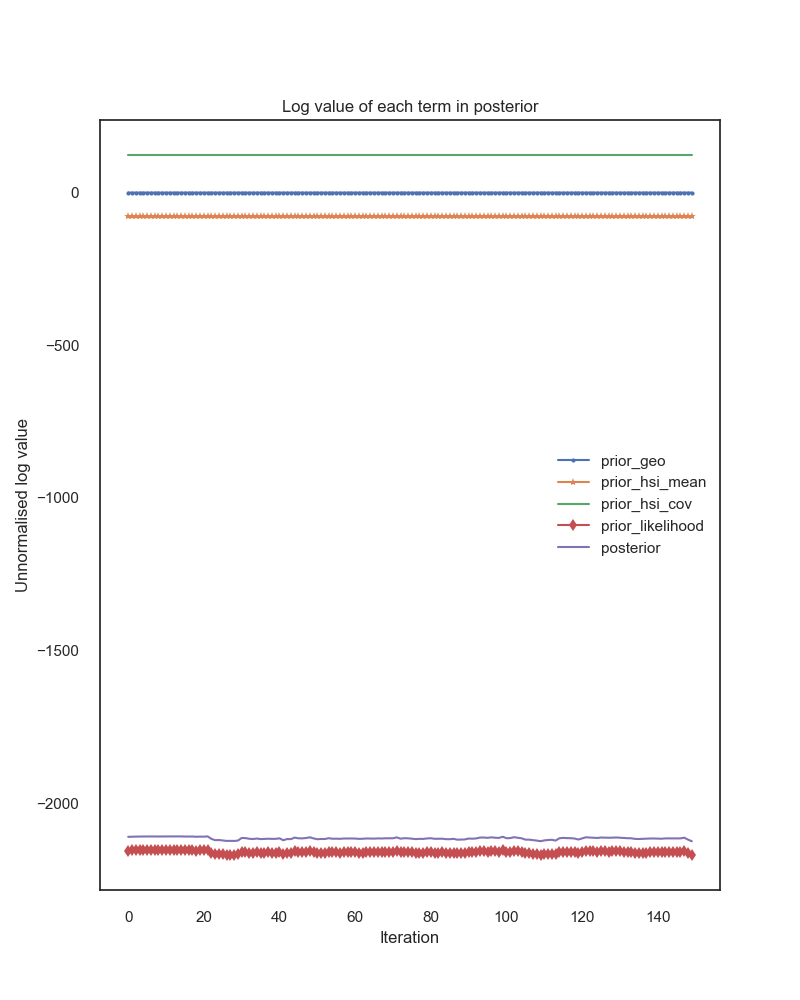 Log value of each term in posterior
0
−500
−1000
−1500
−2000
Unnormalised log value
prior_geo
prior_hsi_mean
prior_hsi_cov
prior_likelihood
posterior
0 20 40 60 80 100 120 140
Iteration